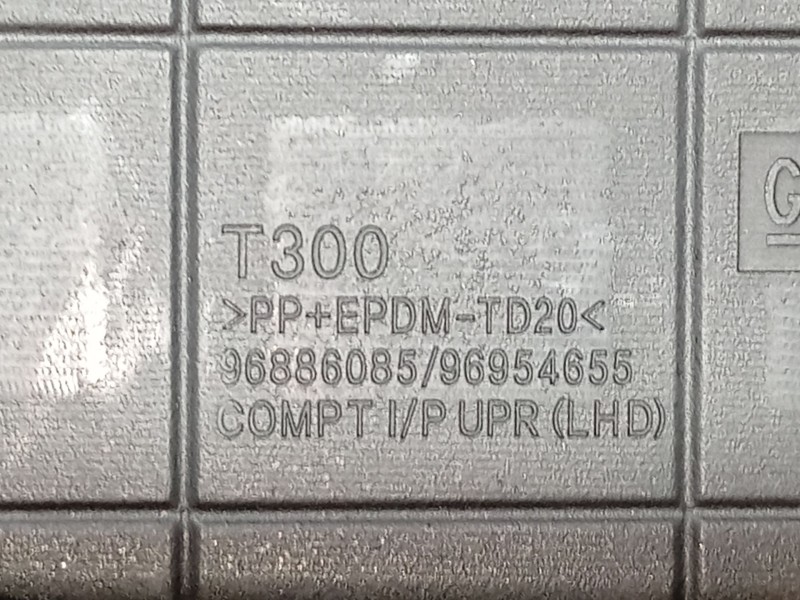 T300
>PP+EPDM-TD20<
96886085/96954655
COMPT I/P UPR (LHD)
G